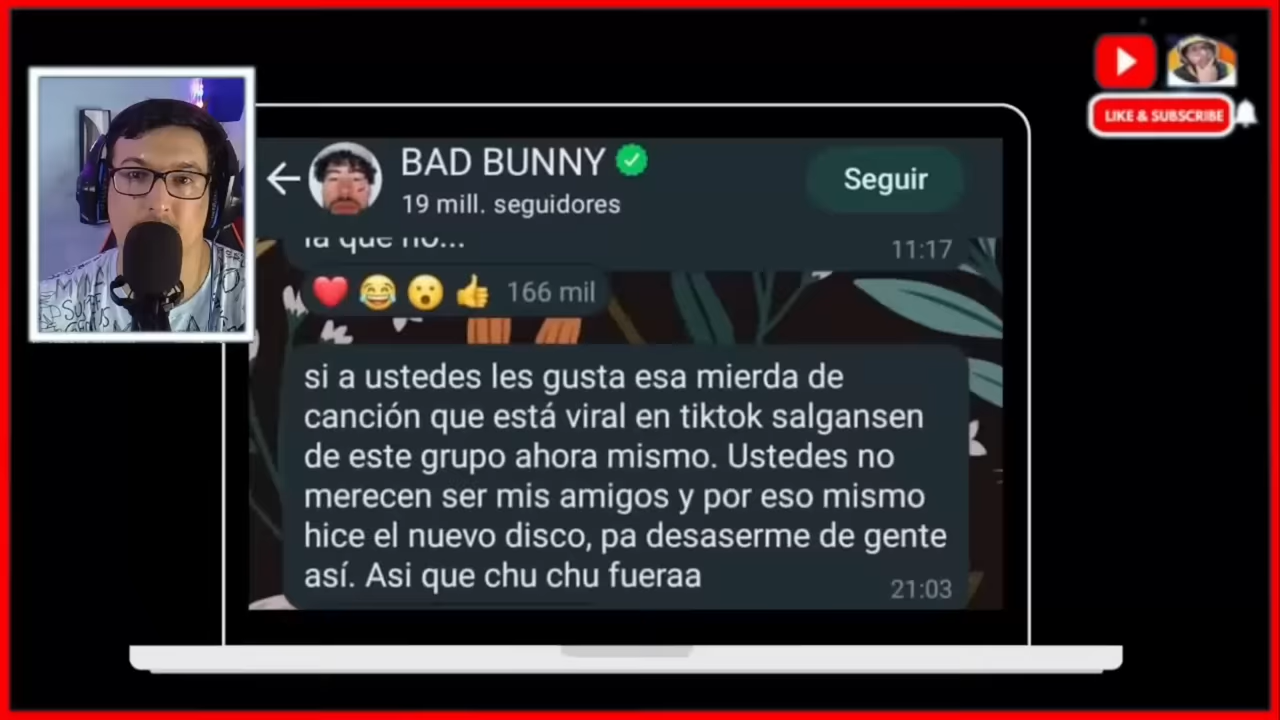 LIKE & SUBSCRIBE
BAD BUNNY
19 mill. seguidores
Seguir
la que no...
11:17
166 mil
si a ustedes les gusta esa mierda de
canción que está viral en tiktok salgansen
de este grupo ahora mismo. Ustedes no
merecen ser mis amigos y por eso mismo
hice el nuevo disco, pa desaserme de gente
así. Asi que chu chu fueraa
21:03